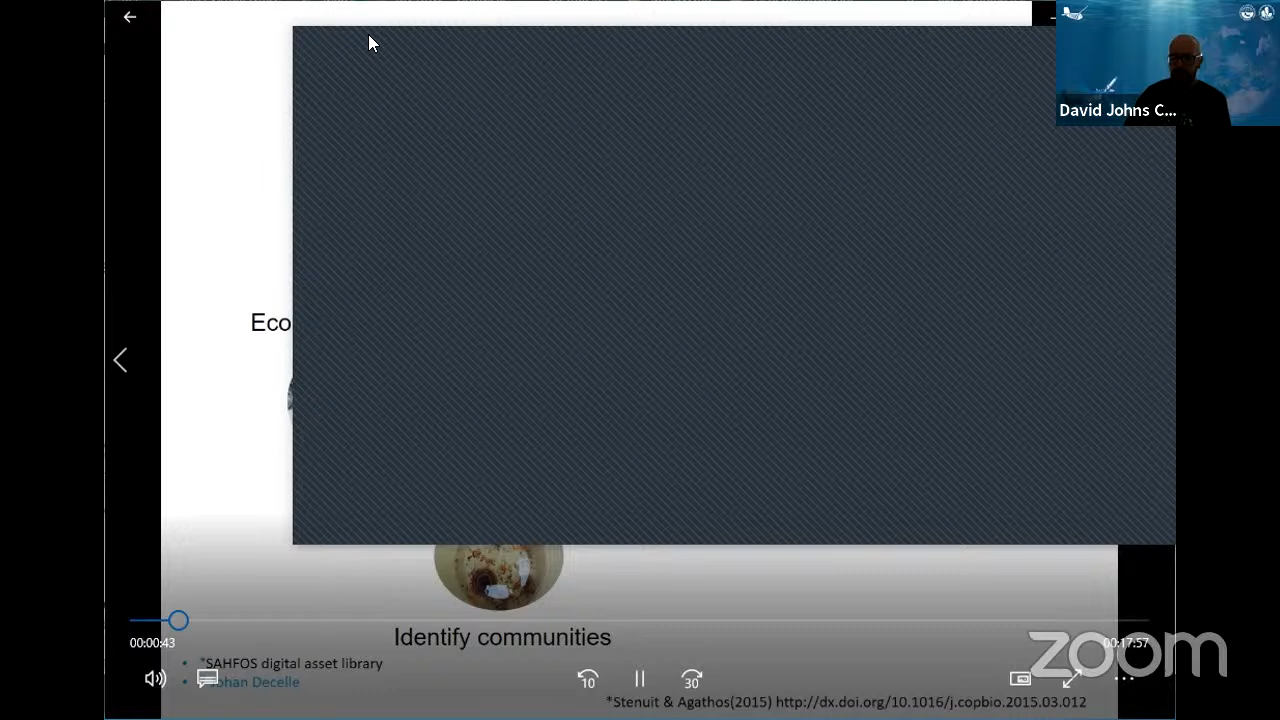 David Johns C...
Eco
00:00:43
00:17:57
Identify communities
*SAHFOS digital asset library
Johan Decelle
10
30
*Stenuit & Agathos(2015) http://dx.doi.org/10.1016/j.copbio.2015.03.012
zoom